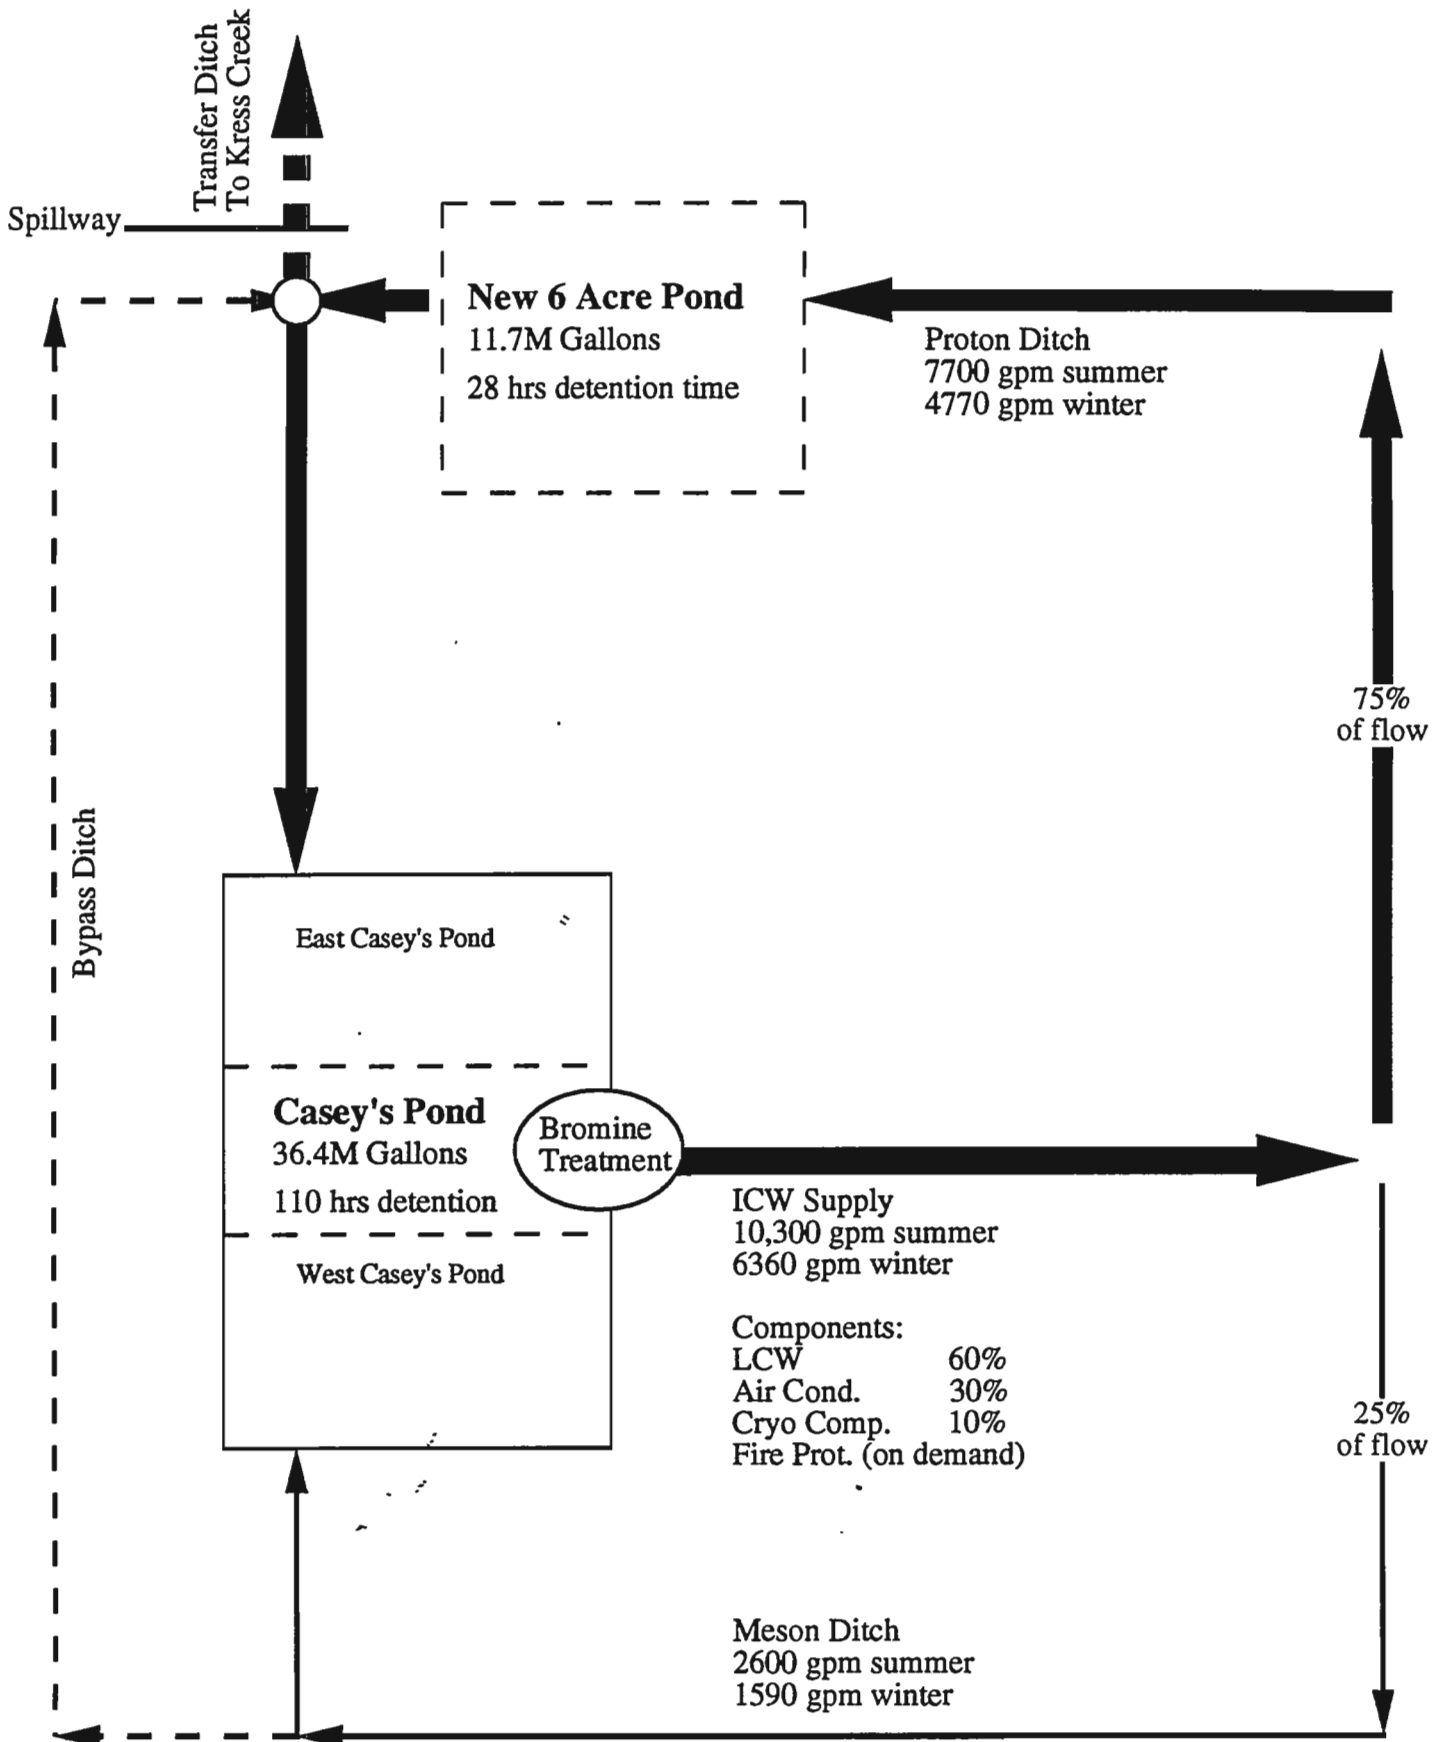 Transfer Ditch
To Kress Creek
Spillway
New 6 Acre Pond
11.7M Gallons
28 hrs detention time
Proton Ditch
7700 gpm summer
4770 gpm winter
75%
of flow
Bypass Ditch
East Casey's Pond
Casey's Pond
36.4M Gallons
110 hrs detention
Bromine
Treatment
West Casey's Pond
ICW Supply
10,300 gpm summer
6360 gpm winter
Components:
LCW 60%
Air Cond. 30%
Cryo Comp. 10%
Fire Prot. (on demand)
25%
of flow
Meson Ditch
2600 gpm summer
1590 gpm winter